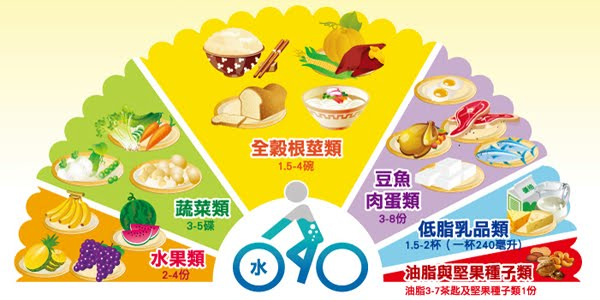 全穀根莖類
1.5-4碗
蔬菜類
3-5碟
水果類
2-4份
豆魚
肉蛋類
3-8份
低脂乳品類
1.5-2杯（一杯240毫升）
油脂與堅果種子類
油脂3-7茶匙及堅果種子類1份
水